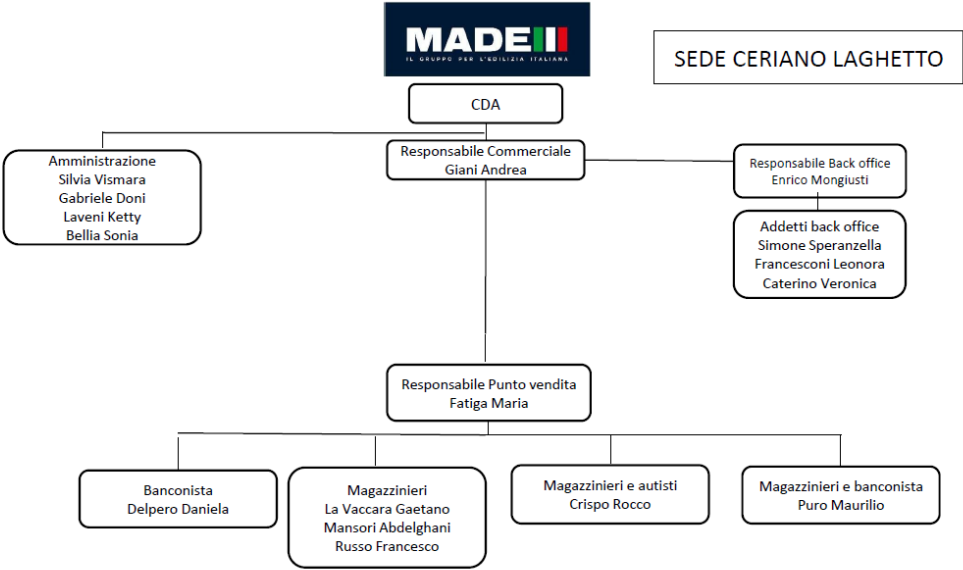 MADE
IL GRUPPO PER L'EDILIZIA ITALIANA
SEDE CERIANO LAGHETTO
CDA
Amministrazione
Silvia Vismara
Gabriele Doni
Laveni Ketty
Bellia Sonia
Responsabile Commerciale
Giani Andrea
Responsabile Back office
Enrico Mongiusti
Addetti back office
Simone Speranzella
Francesconi Leonora
Caterino Veronica
Responsabile Punto vendita
Fatiga Maria
Banconista
Delpero Daniela
Magazzinieri
La Vaccara Gaetano
Mansori Abdelghani
Russo Francesco
Magazzinieri e autisti
Crispo Rocco
Magazzinieri e banconista
Puro Maurilio